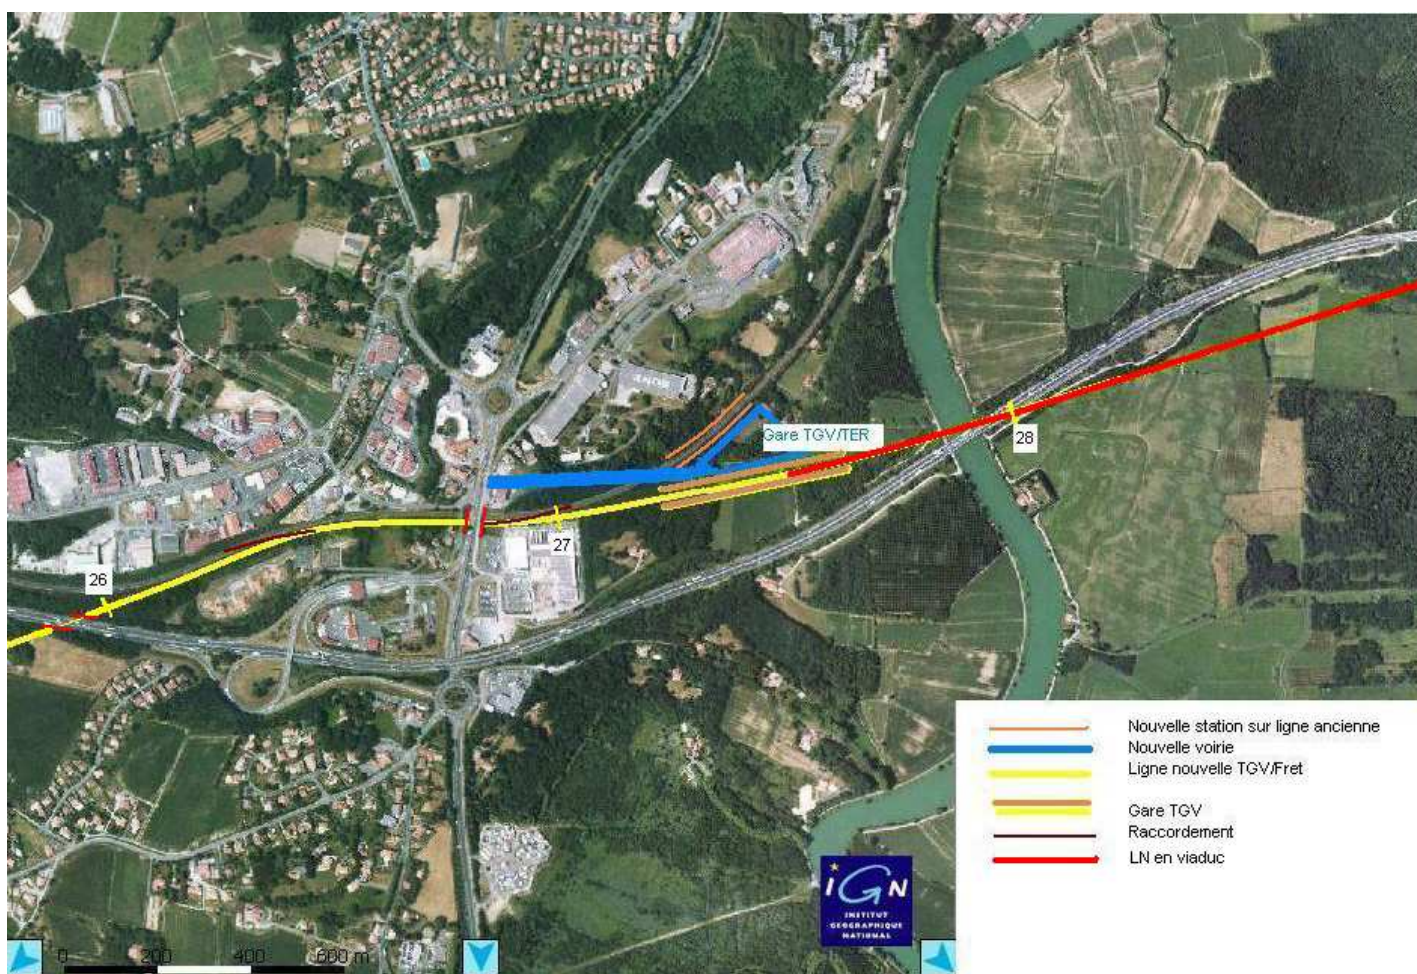 SONY
Gare TGV/TER
28
27
26
Nouvelle station sur ligne ancienne
Nouvelle voirie
Ligne nouvelle TGV/Fret
Gare TGV
Raccordement
LN en viaduc
IGN
INSTITUT
GEOGRAPHIQUE
NATIONAL
0 200 400 600 m